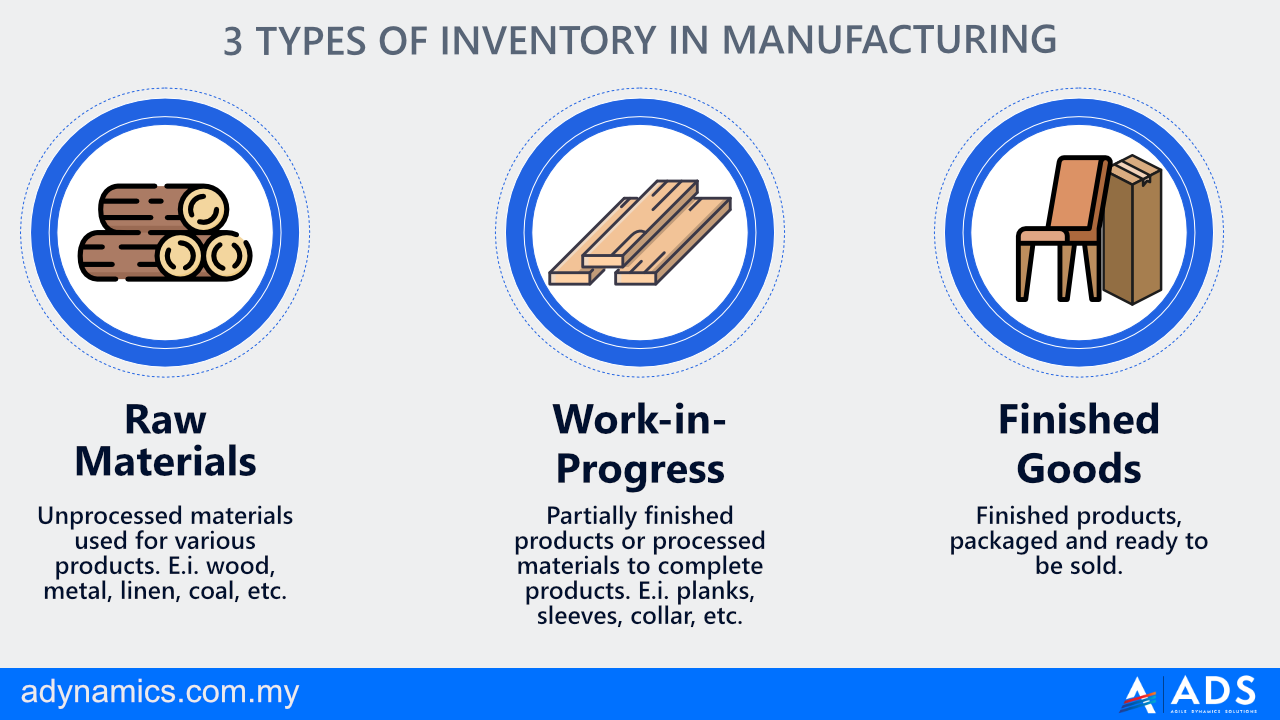 3 TYPES OF INVENTORY IN MANUFACTURING
Raw
Materials
Unprocessed materials
used for various
products. E.i. wood,
metal, linen, coal, etc.
Work-in-
Progress
Partially finished
products or processed
materials to complete
products. E.i. planks,
sleeves, collar, etc.
Finished
Goods
Finished products,
packaged and ready to
be sold.
adynamics.com.my
ADS
AGILE DYNAMICS SOLUTIONS